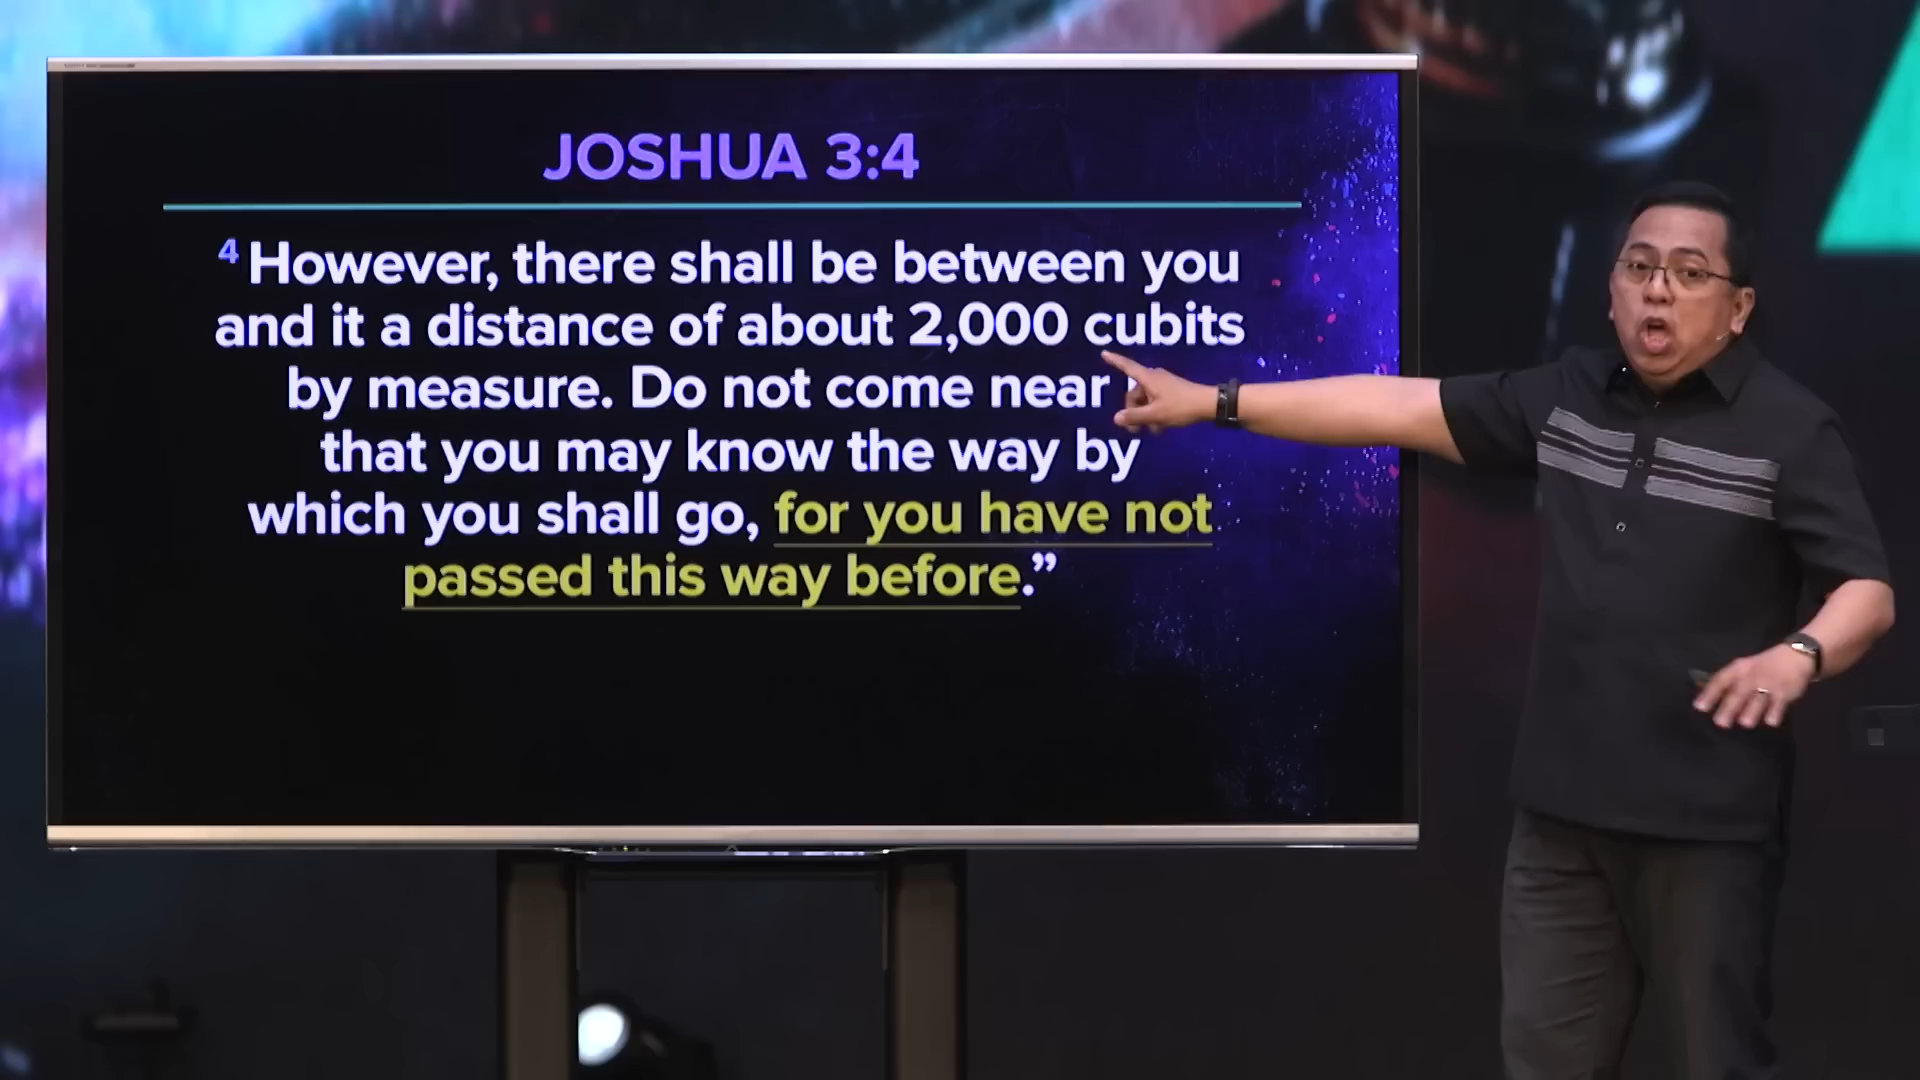 JOSHUA 3:4
4 However, there shall be between you
and it a distance of about 2,000 cubits
by measure. Do not come near
that you may know the way by
which you shall go, for you have not
passed this way before.”